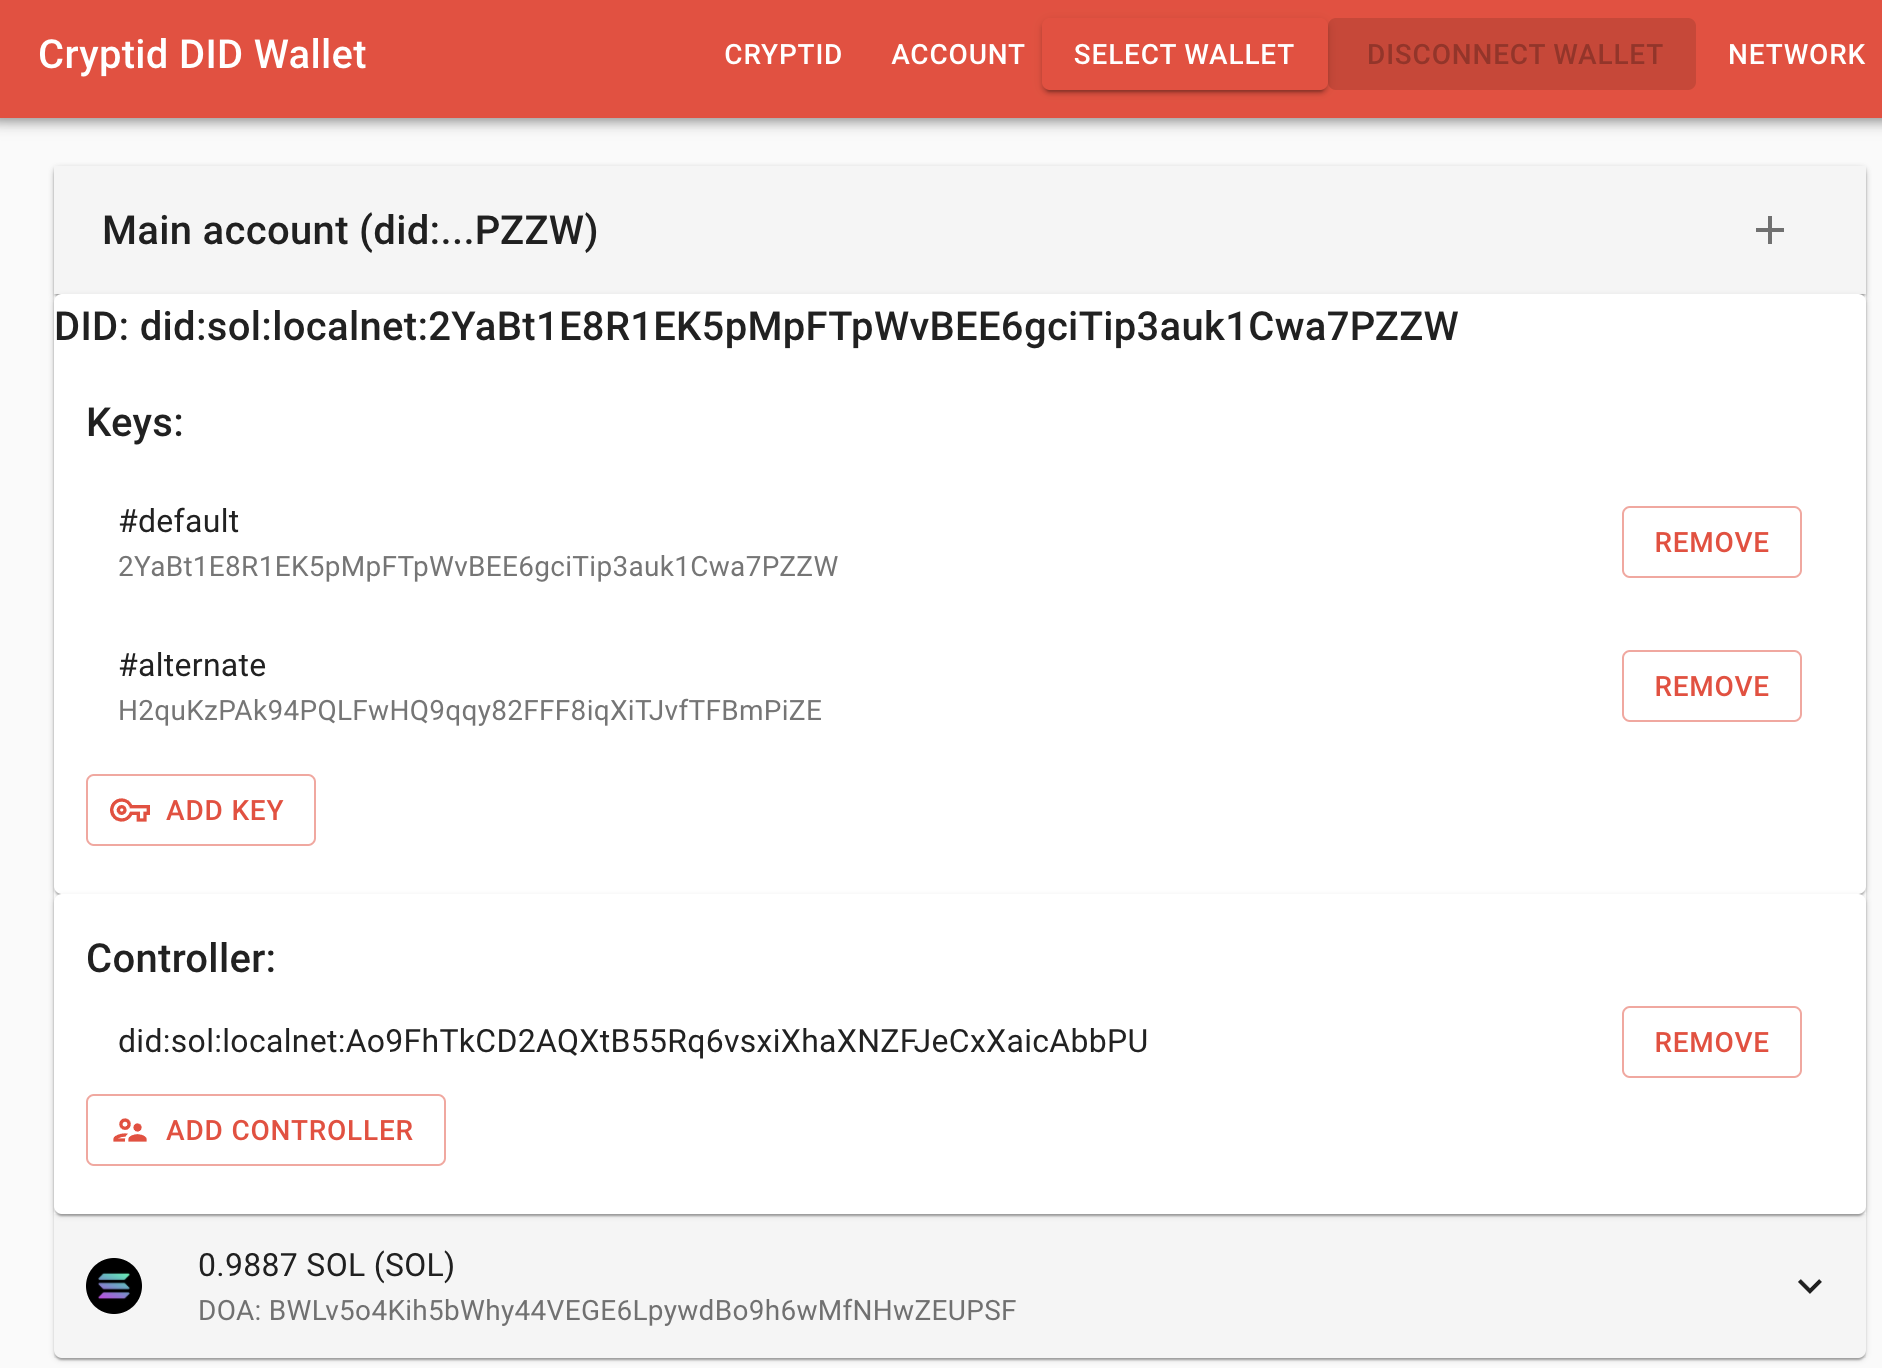 Cryptid DID Wallet
CRYPTID ACCOUNT SELECT WALLET DISCONNECT WALLET NETWORK
Main account (did:...PZZW)
DID: did:sol:localnet:2YaBt1E8R1EK5pMpFTpWvBEE6gciTip3auk1Cwa7PZZW
Keys:
#default
2YaBt1E8R1EK5pMpFTpWvBEE6gciTip3auk1Cwa7PZZW
REMOVE
#alternate
H2quKzPAk94PQLFwHQ9qqy82FFF8iqXiTJvfTFBmPiZE
REMOVE
ADD KEY
Controller:
did:sol:localnet:Ao9FhTkCD2AQXtB55Rq6vsxiXhaXNZFJeCxXaicAbbPU
REMOVE
ADD CONTROLLER
0.9887 SOL (SOL)
DOA: BWLv5o4Kih5bWhy44VEGE6LpywdBo9h6wMfNHwZEUPSF